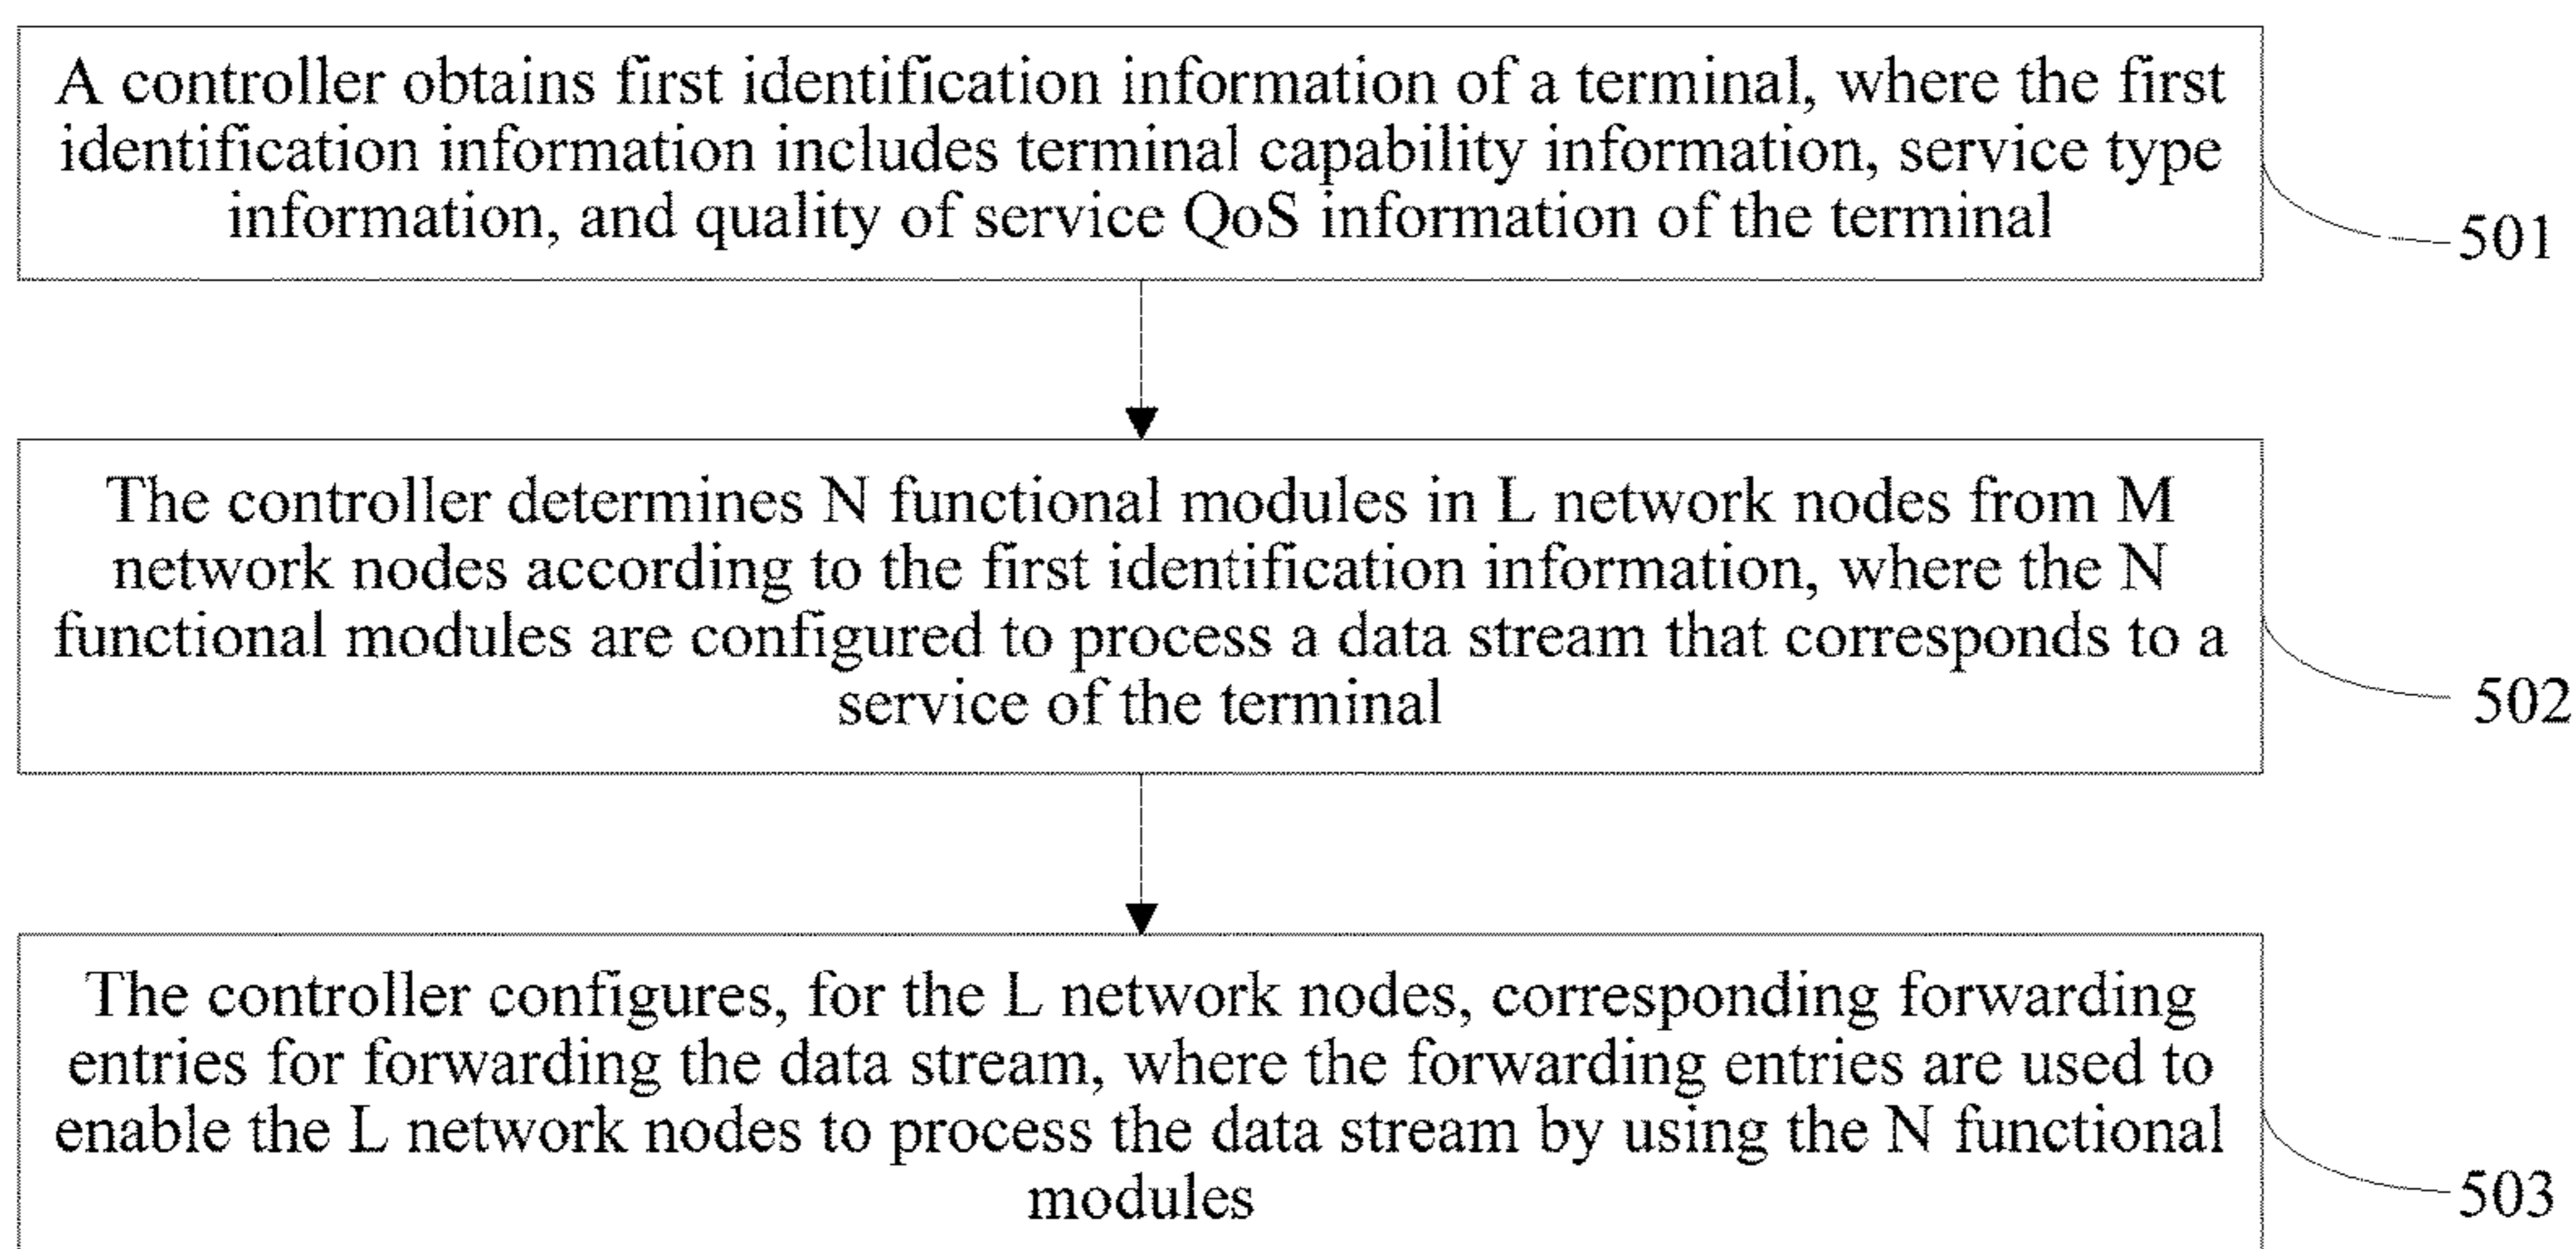 A controller obtains first identification information of a terminal, where the first
identification information includes terminal capability information, service type
information, and quality of service QoS information of the terminal
501
The controller determines N functional modules in L network nodes from M
network nodes according to the first identification information, where the N
functional modules are configured to process a data stream that corresponds to a
service of the terminal
502
The controller configures, for the L network nodes, corresponding forwarding
entries for forwarding the data stream, where the forwarding entries are used to
enable the L network nodes to process the data stream by using the N functional
modules
503